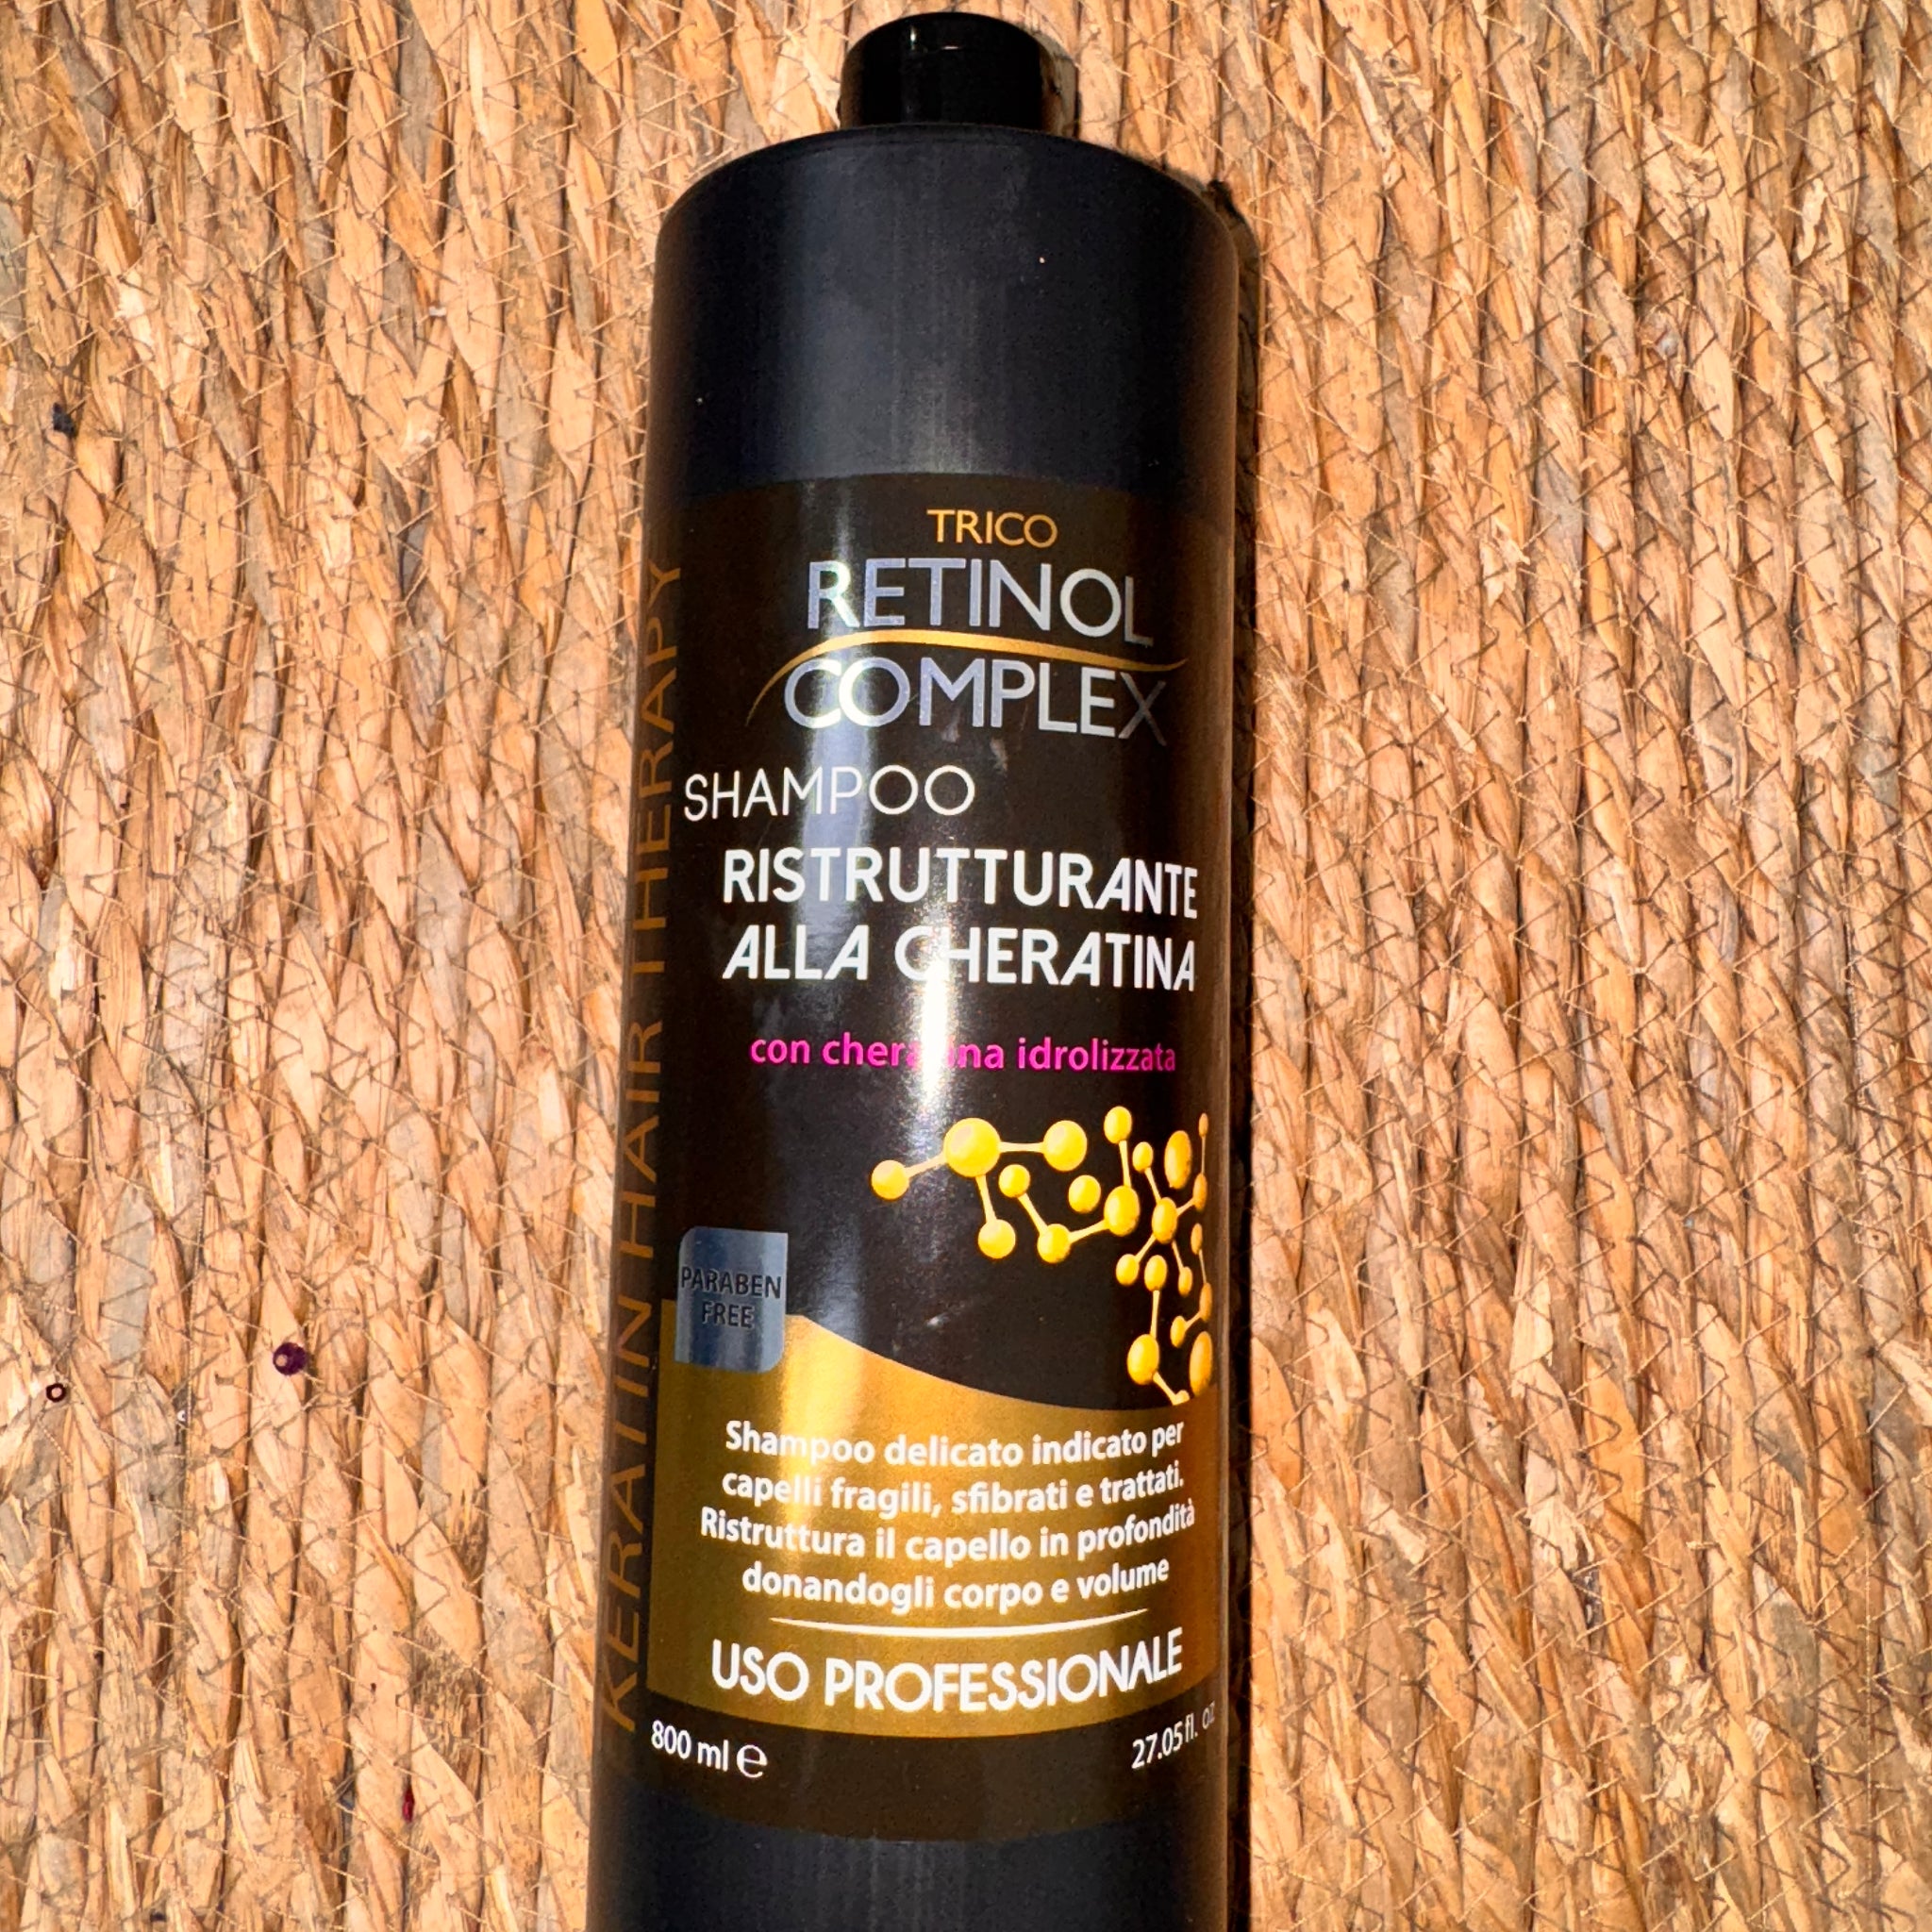 TRICO
RETINOL
COMPLEX
SHAMPOO
RISTRUTTURANTE
ALLA CHERATINA
con cheratina idrolizzata
KERATIN HAIR THERAPY
PARABEN
FREE
Shampoo delicato indicato per
capelli fragili, sfibrati e trattati.
Ristruttura il capello in profondità
donandogli corpo e volume
USO PROFESSIONALE
800 ml ℮
27.05 fl. oz